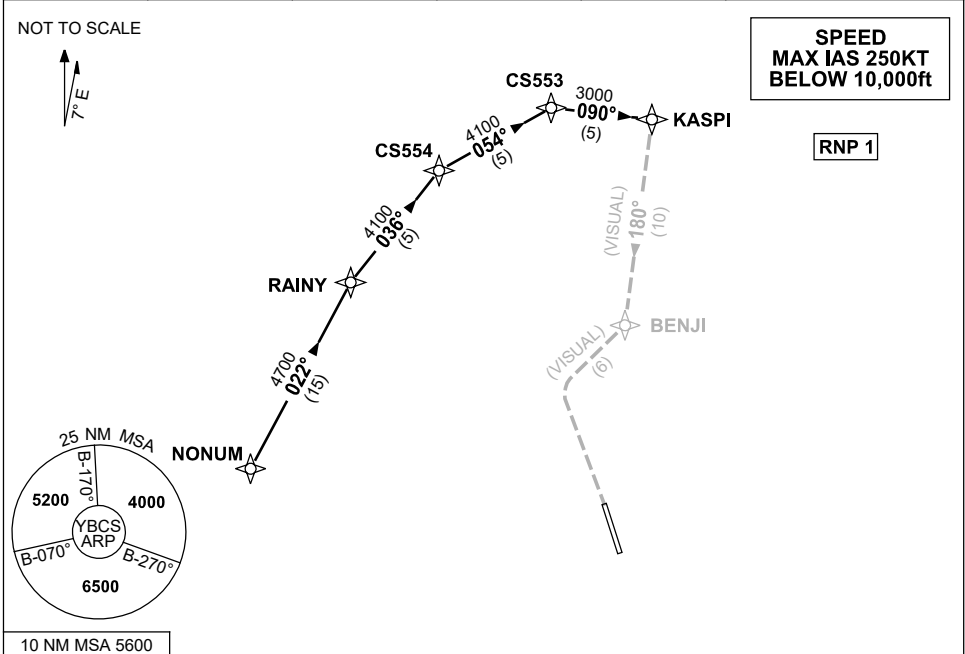 NOT TO SCALE
7° E
SPEED
MAX IAS 250KT
BELOW 10,000ft
RNP 1
CS553
3000
090°
(5)
KASPI
4100
054°
(5)
CS554
4100
036°
(5)
(VISUAL)
180°
(10)
RAINY
BENJI
4700
022°
(15)
(VISUAL)
(6)
NONUM
25 NM MSA
B-170°
5200
4000
YBCS
ARP
B-070°
B-270°
6500
10 NM MSA 5600